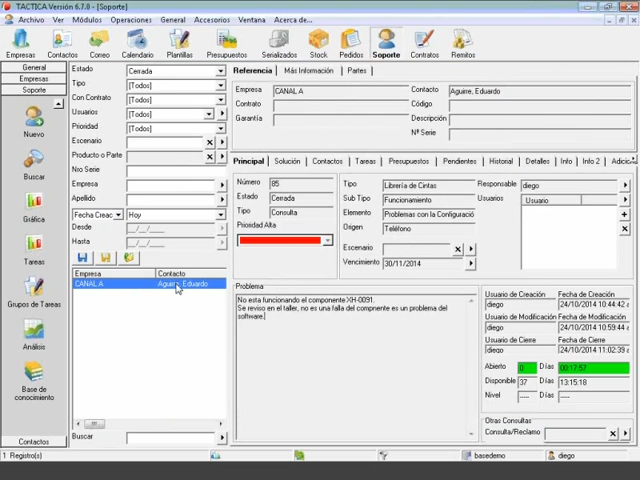 TACTICA Versión 6.7.0 - [Soporte]
Archivo Ver Módulos Operaciones General Accesorios Ventana Acerca de...
Empresas Contactos Correo Calendario Plantillas Presupuestos Serializados Stock Pedidos Soporte Contratos Remitos
General
Empresas
Soporte
Nuevo
Buscar
Gráfica
Tareas
Grupos de Tareas
Análisis
Base de conocimiento
Contactos
Estado Cerrada
Tipo [Todos]
Con Contrato [Todos]
Usuarios [Todos]
Prioridad [Todos]
Escenario
Producto o Parte
Nro Serie
Empresa
Apellido
Fecha Creac Hoy
Desde __/__/____
Hasta __/__/____
Empresa Contacto
CANAL A Aguirre, Eduardo
Buscar
Referencia Más Información Partes
Empresa CANAL A Contacto Aguirre, Eduardo
Contrato Código
Garantía Descripción
Nº Serie
Principal Solución Contactos Tareas Presupuestos Pendientes Historial Detalles Info Info 2 Adicio
Número 85
Estado Cerrada
Tipo Consulta
Prioridad Alta
Tipo Librería de Cintas
Sub Tipo Funcionamiento
Elemento Problemas con la Configuració
Origen Teléfono
Escenario
Vencimiento 30/11/2014
Responsable diego
Usuarios Usuario
Problema
No esta funcionando el componente XH-0091.
Se reviso en el taller, no es una falla del componente es un problema del
software.
Usuario de Creación Fecha de Creación
diego 24/10/2014 10:44:42 a
Usuario de Modificación Fecha de Modificación
diego 24/10/2014 10:59:44 a
Usuario de Cierre Fecha de Cierre
diego 24/10/2014 11:02:39 a
Abierto 0 Días 00:17:57
Disponible 37 Días 13:15:18
Nivel ---- Días ----
Otras Consultas
Consulta/Reclamo
1 Registro(s) basedemo diego